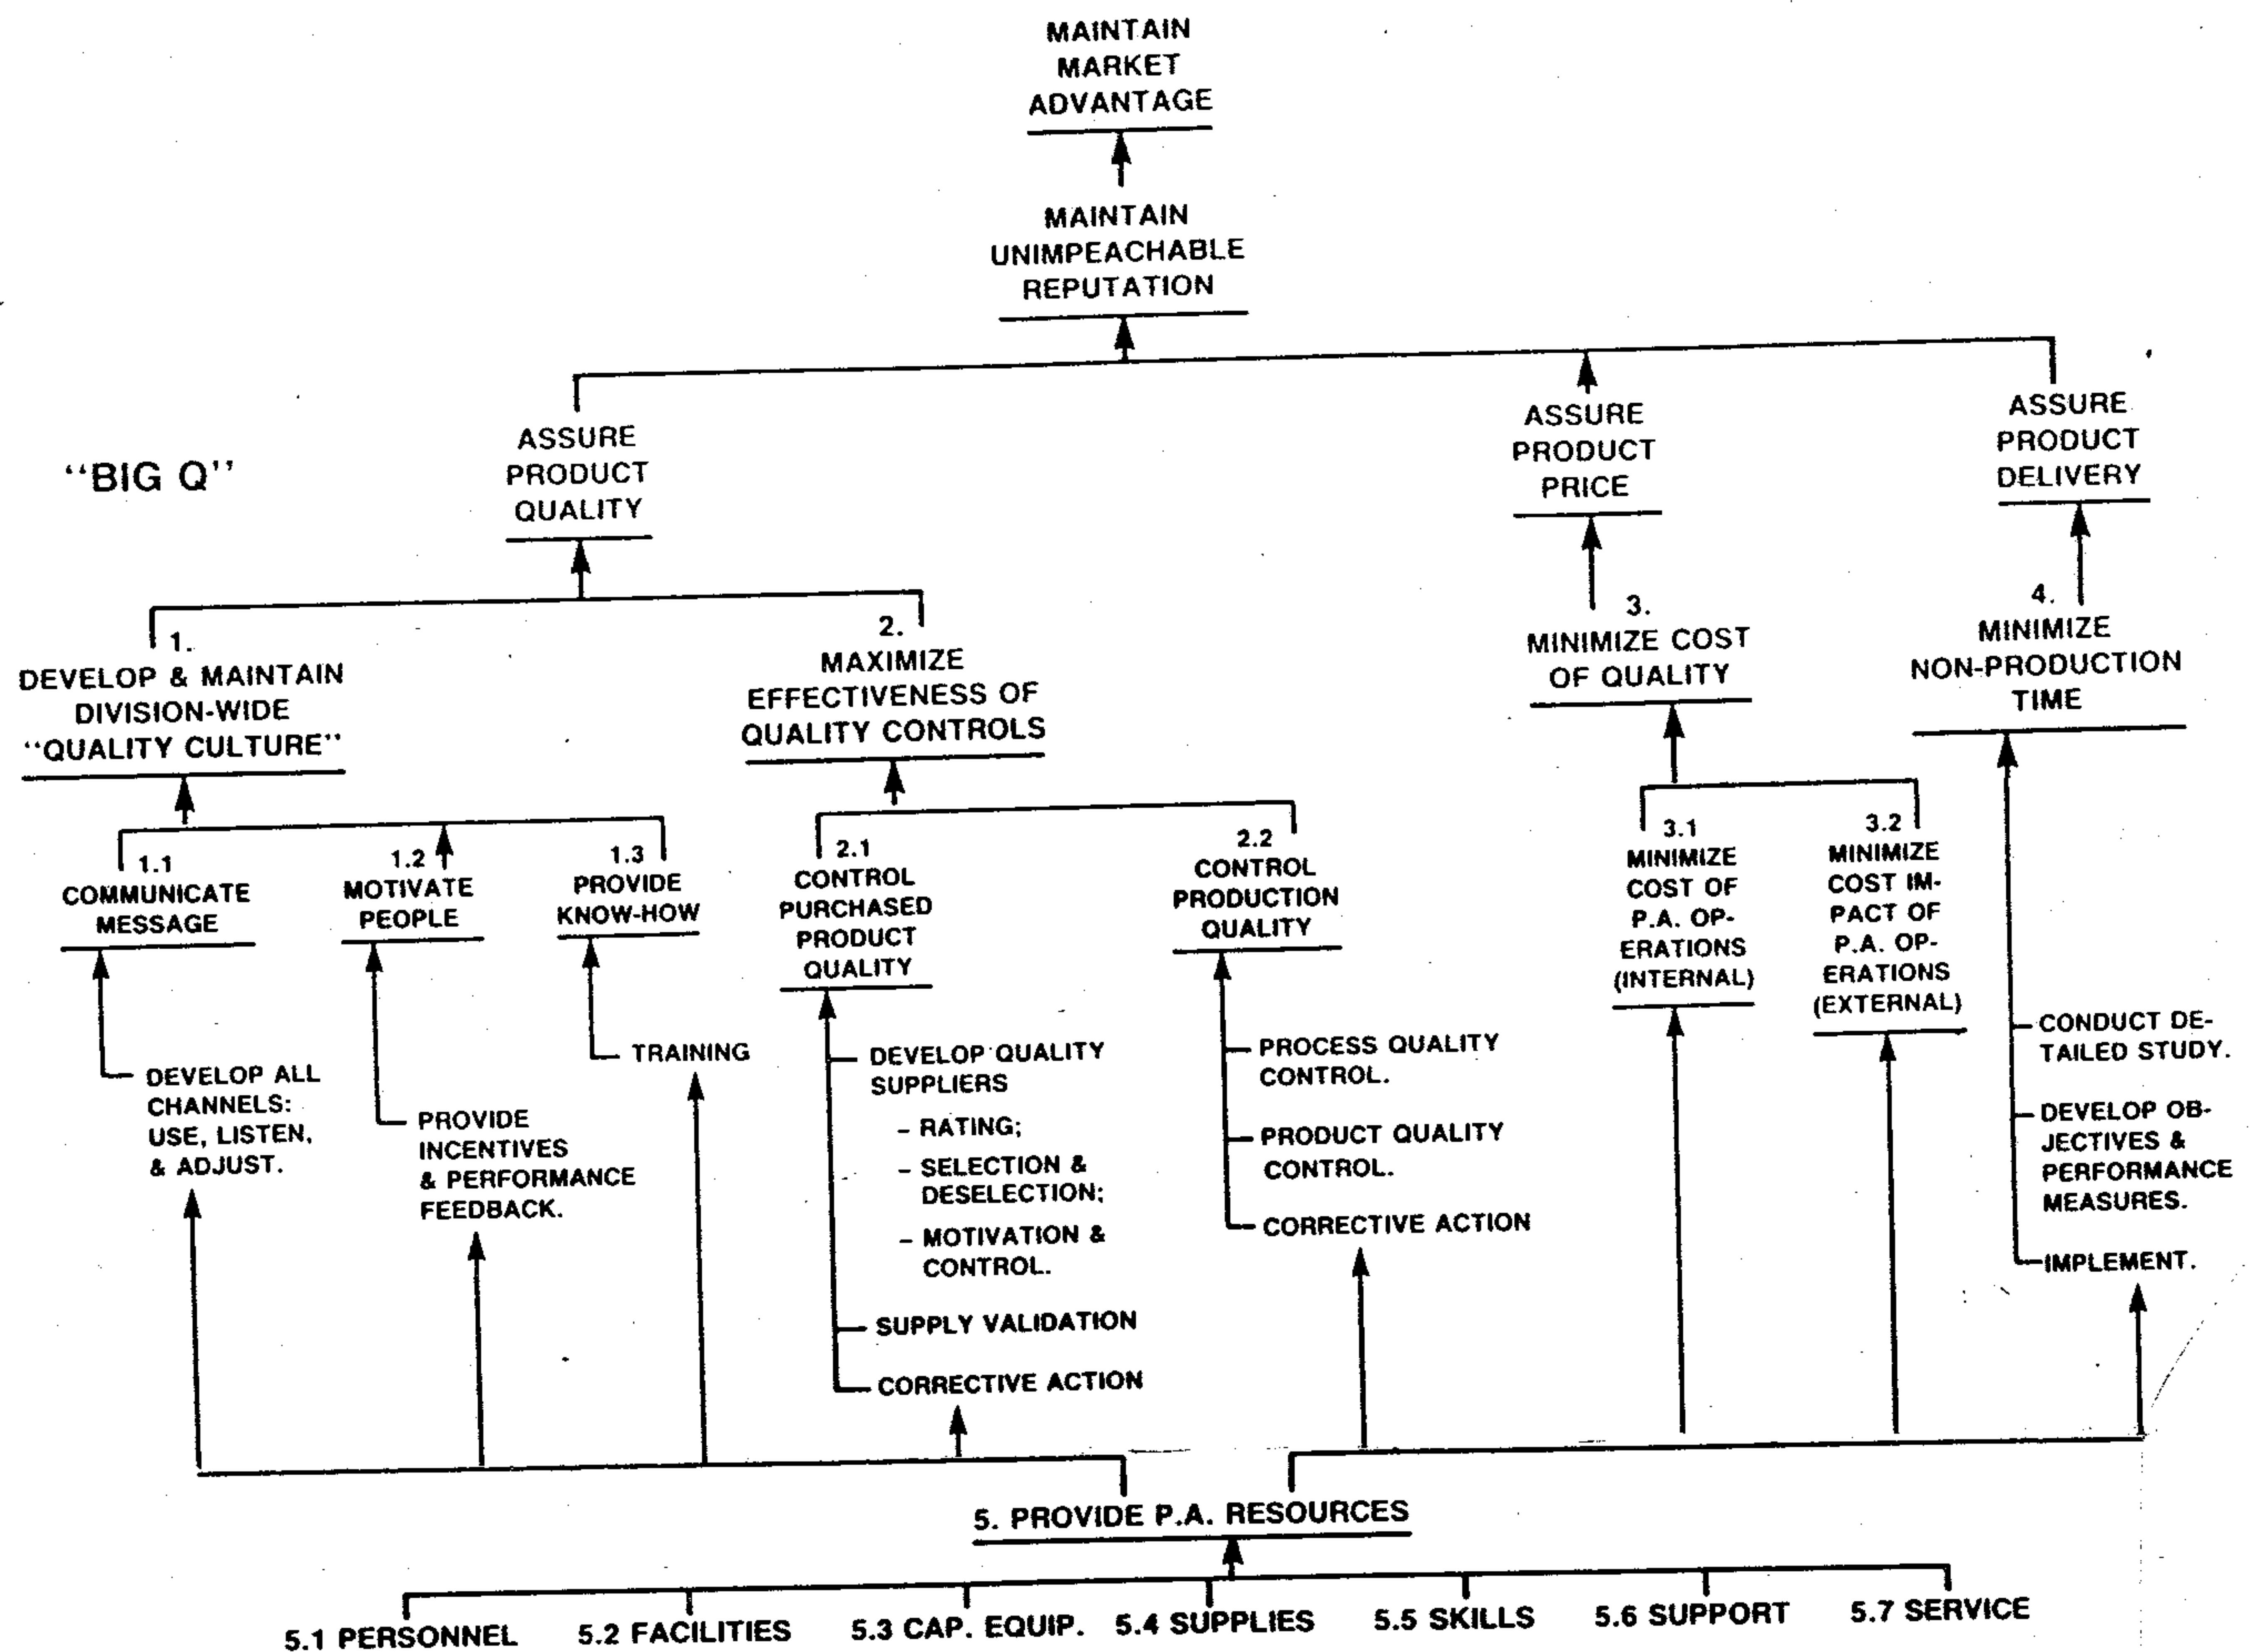 MAINTAIN
MARKET
ADVANTAGE
MAINTAIN
UNIMPEACHABLE
REPUTATION
"BIG Q"
ASSURE
PRODUCT
QUALITY
ASSURE
PRODUCT
PRICE
ASSURE
PRODUCT
DELIVERY
1.
DEVELOP & MAINTAIN
DIVISION-WIDE
"QUALITY CULTURE"
2.
MAXIMIZE
EFFECTIVENESS OF
QUALITY CONTROLS
3.
MINIMIZE COST
OF QUALITY
4.
MINIMIZE
NON-PRODUCTION
TIME
1.1
COMMUNICATE
MESSAGE
1.2
MOTIVATE
PEOPLE
1.3
PROVIDE
KNOW-HOW
2.1
CONTROL
PURCHASED
PRODUCT
QUALITY
2.2
CONTROL
PRODUCTION
QUALITY
3.1
MINIMIZE
COST OF
P.A. OP-
ERATIONS
(INTERNAL)
3.2
MINIMIZE
COST IM-
PACT OF
P.A. OP-
ERATIONS
(EXTERNAL)
DEVELOP ALL
CHANNELS:
USE, LISTEN,
& ADJUST.
PROVIDE
INCENTIVES
& PERFORMANCE
FEEDBACK.
TRAINING
DEVELOP QUALITY
SUPPLIERS
- RATING;
- SELECTION &
DESELECTION;
- MOTIVATION &
CONTROL.
SUPPLY VALIDATION
CORRECTIVE ACTION
PROCESS QUALITY
CONTROL.
PRODUCT QUALITY
CONTROL.
CORRECTIVE ACTION
CONDUCT DE-
TAILED STUDY.
DEVELOP OB-
JECTIVES &
PERFORMANCE
MEASURES.
IMPLEMENT.
5. PROVIDE P.A. RESOURCES
5.1 PERSONNEL
5.2 FACILITIES
5.3 CAP. EQUIP.
5.4 SUPPLIES
5.5 SKILLS
5.6 SUPPORT
5.7 SERVICE